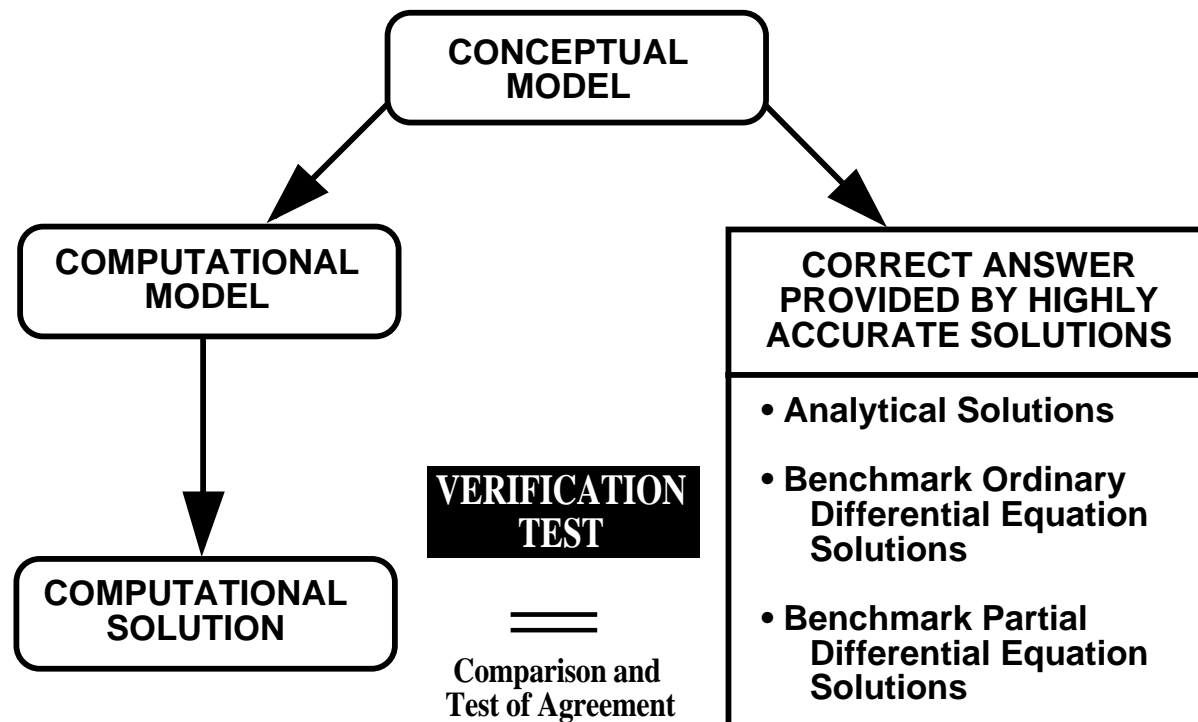 CONCEPTUAL
MODEL
COMPUTATIONAL
MODEL
COMPUTATIONAL
SOLUTION
VERIFICATION
TEST
Comparison and
Test of Agreement
CORRECT ANSWER
PROVIDED BY HIGHLY
ACCURATE SOLUTIONS
• Analytical Solutions
• Benchmark Ordinary
Differential Equation
Solutions
• Benchmark Partial
Differential Equation
Solutions